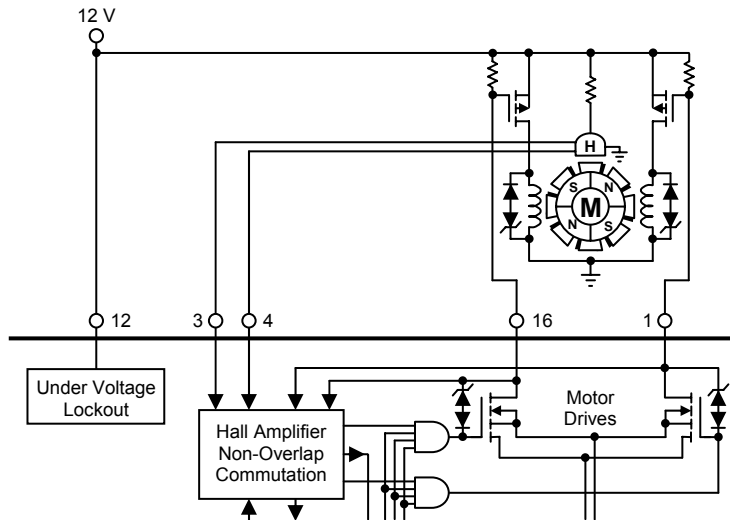 12 V
H
S
N
M
N
S
12
3
4
16
1
Under Voltage
Lockout
Hall Amplifier
Non-Overlap
Commutation
Motor
Drives